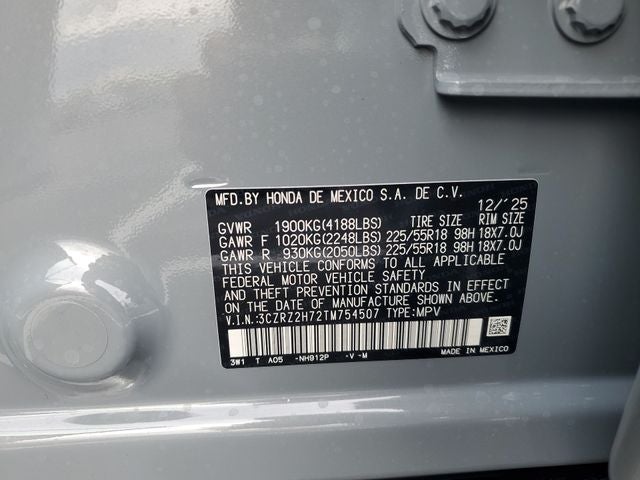 MFD.BY HONDA DE MEXICO S.A. DE C.V. 12/'25
GVWR 1900KG(4188LBS) TIRE SIZE RIM SIZE
GAWR F 1020KG(2248LBS) 225/55R18 98H 18X7.0J
GAWR R 930KG(2050LBS) 225/55R18 98H 18X7.0J
THIS VEHICLE CONFORMS TO ALL APPLICABLE
FEDERAL MOTOR VEHICLE SAFETY
AND THEFT PREVENTION STANDARDS IN EFFECT
ON THE DATE OF MANUFACTURE SHOWN ABOVE.
V.I.N.:3CZRZ2H72TM754507 TYPE:MPV
3W1 T A05 -NH912P -V -M MADE IN MEXICO